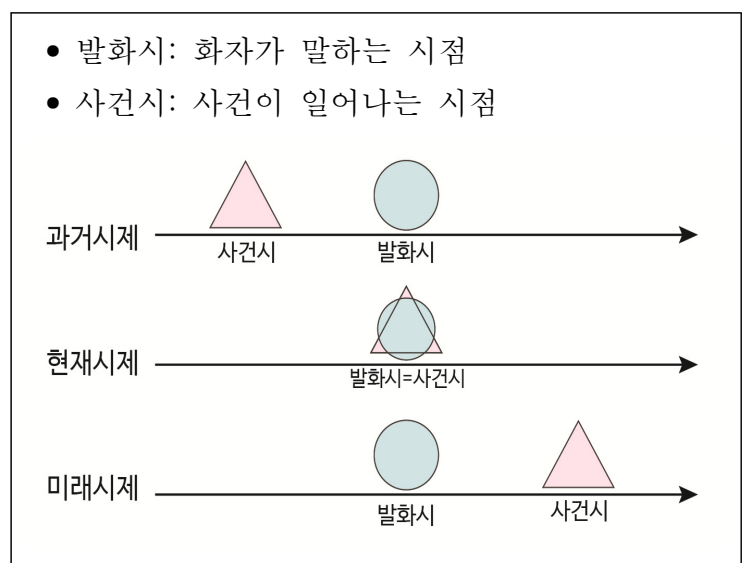 • 발화시: 화자가 말하는 시점
• 사건시: 사건이 일어나는 시점
과거시제
사건시 발화시
현재시제
발화시=사건시
미래시제
발화시 사건시